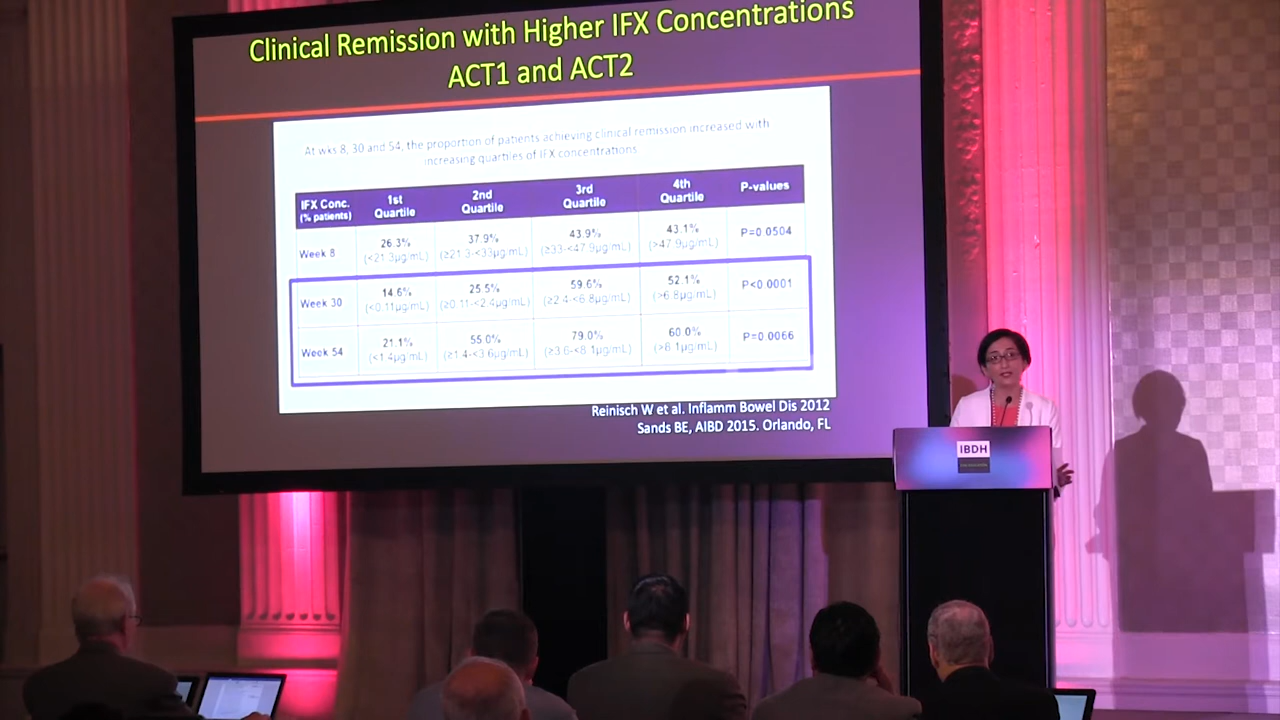 Clinical Remission with Higher IFX Concentrations
ACT1 and ACT2
At wks 8, 30 and 54, the proportion of patients achieving clinical remission increased with
increasing quartiles of IFX concentrations
IFX Conc. (% patients) 1st Quartile 2nd Quartile 3rd Quartile 4th Quartile P-values
Week 8 26.3% 37.9% 43.9% 43.1% P=0.0504
(<21.3µg/mL) (≥21.3-<33µg/mL) (≥33-<47.9µg/mL) (>47.9µg/mL)
Week 30 14.6% 25.5% 59.6% 52.1% P<0.0001
(<0.11µg/mL) (≥0.11-<2.4µg/mL) (≥2.4-<6.8µg/mL) (>6.8µg/mL)
Week 54 21.1% 55.0% 79.0% 60.0% P=0.0066
(<1.4µg/mL) (≥1.4-<3.6µg/mL) (≥3.6-<8.1µg/mL) (>8.1µg/mL)
Reinisch W et al. Inflamm Bowel Dis 2012
Sands BE, AIBD 2015. Orlando, FL
IBDH